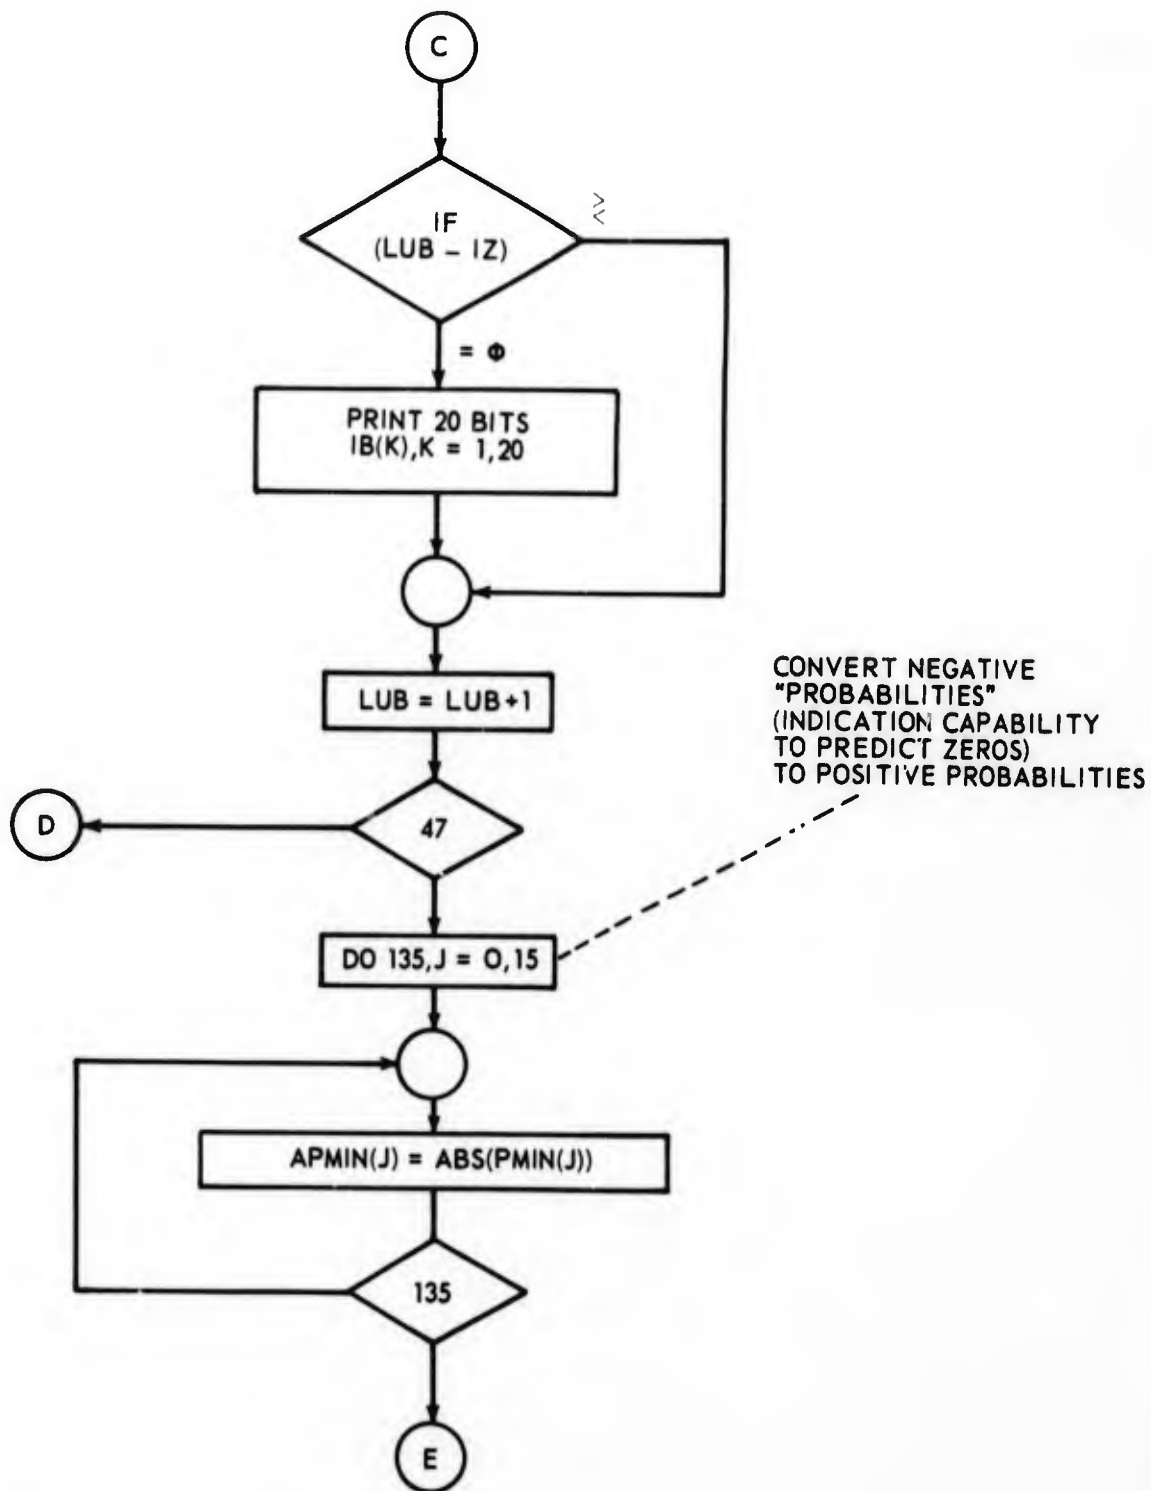 C
IF
(LUB – IZ)
>
<
= Φ
PRINT 20 BITS
IB(K),K = 1,20
LUB = LUB+1
D
47
CONVERT NEGATIVE
"PROBABILITIES"
(INDICATION CAPABILITY
TO PREDICT ZEROS)
TO POSITIVE PROBABILITIES
DO 135,J = O,15
APMIN(J) = ABS(PMIN(J))
135
E